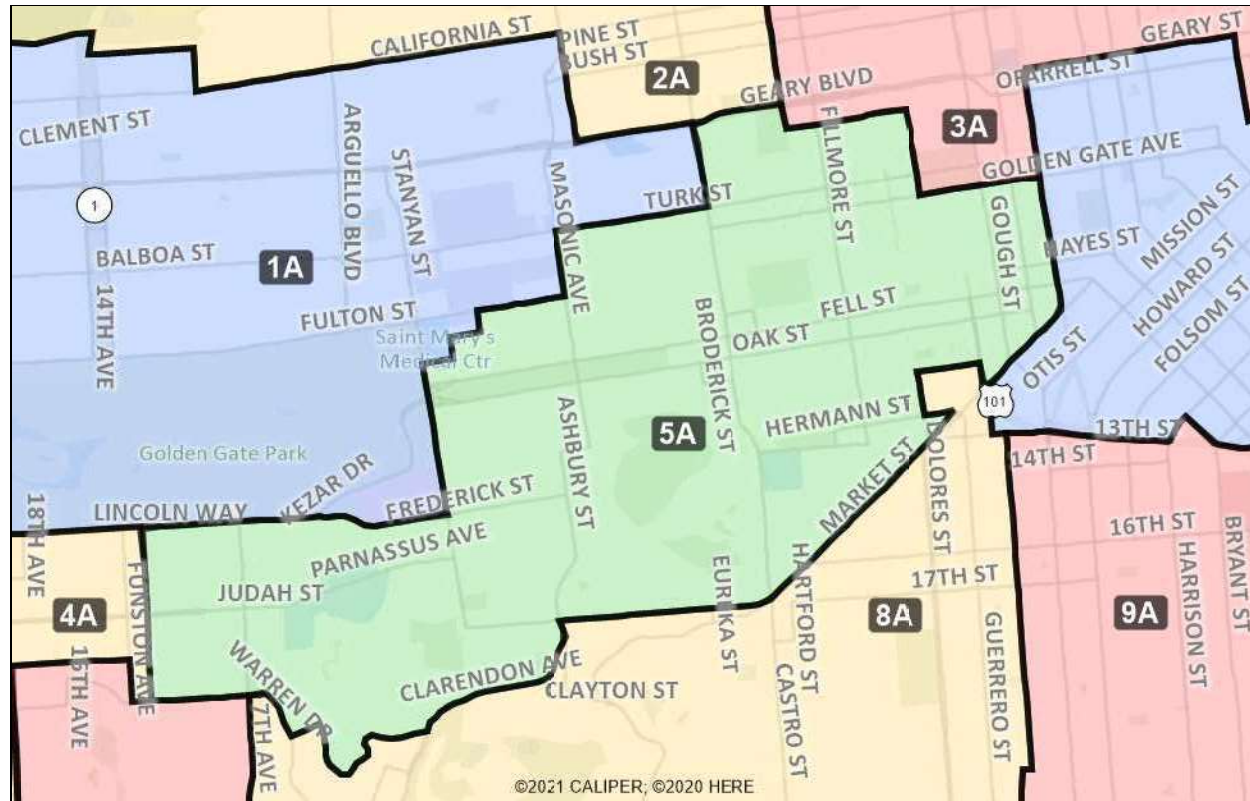 CALIFORNIA ST
PINE ST
BUSH ST
GEARY ST
2A
GEARY BLVD
OFARRELL ST
CLEMENT ST
ARGUELLO BLVD
STANYAN ST
MASONIC AVE
FILLMORE ST
3A
GOLDEN GATE AVE
1
TURK ST
GOUGH ST
MISSION ST
BALBOA ST
1A
HAYES ST
HOWARD ST
14TH AVE
FULTON ST
FELL ST
FOLSOM ST
Saint Mary's
Medical Ctr
BRODERICK ST
OAK ST
OTIS ST
101
ASHBURY ST
5A
HERMANN ST
DOLORES ST
13TH ST
14TH ST
Golden Gate Park
KEZAR DR
MARKET ST
18TH AVE
LINCOLN WAY
FREDERICK ST
16TH ST
BRYANT ST
PARNASSUS AVE
HARRISON ST
FUNSTON AVE
JUDAH ST
EUREKA ST
HARTFORD ST
17TH ST
4A
8A
9A
GUERRERO ST
15TH AVE
WARREN DR
CLARENDON AVE
CLAYTON ST
CASTRO ST
7TH AVE
©2021 CALIPER; ©2020 HERE